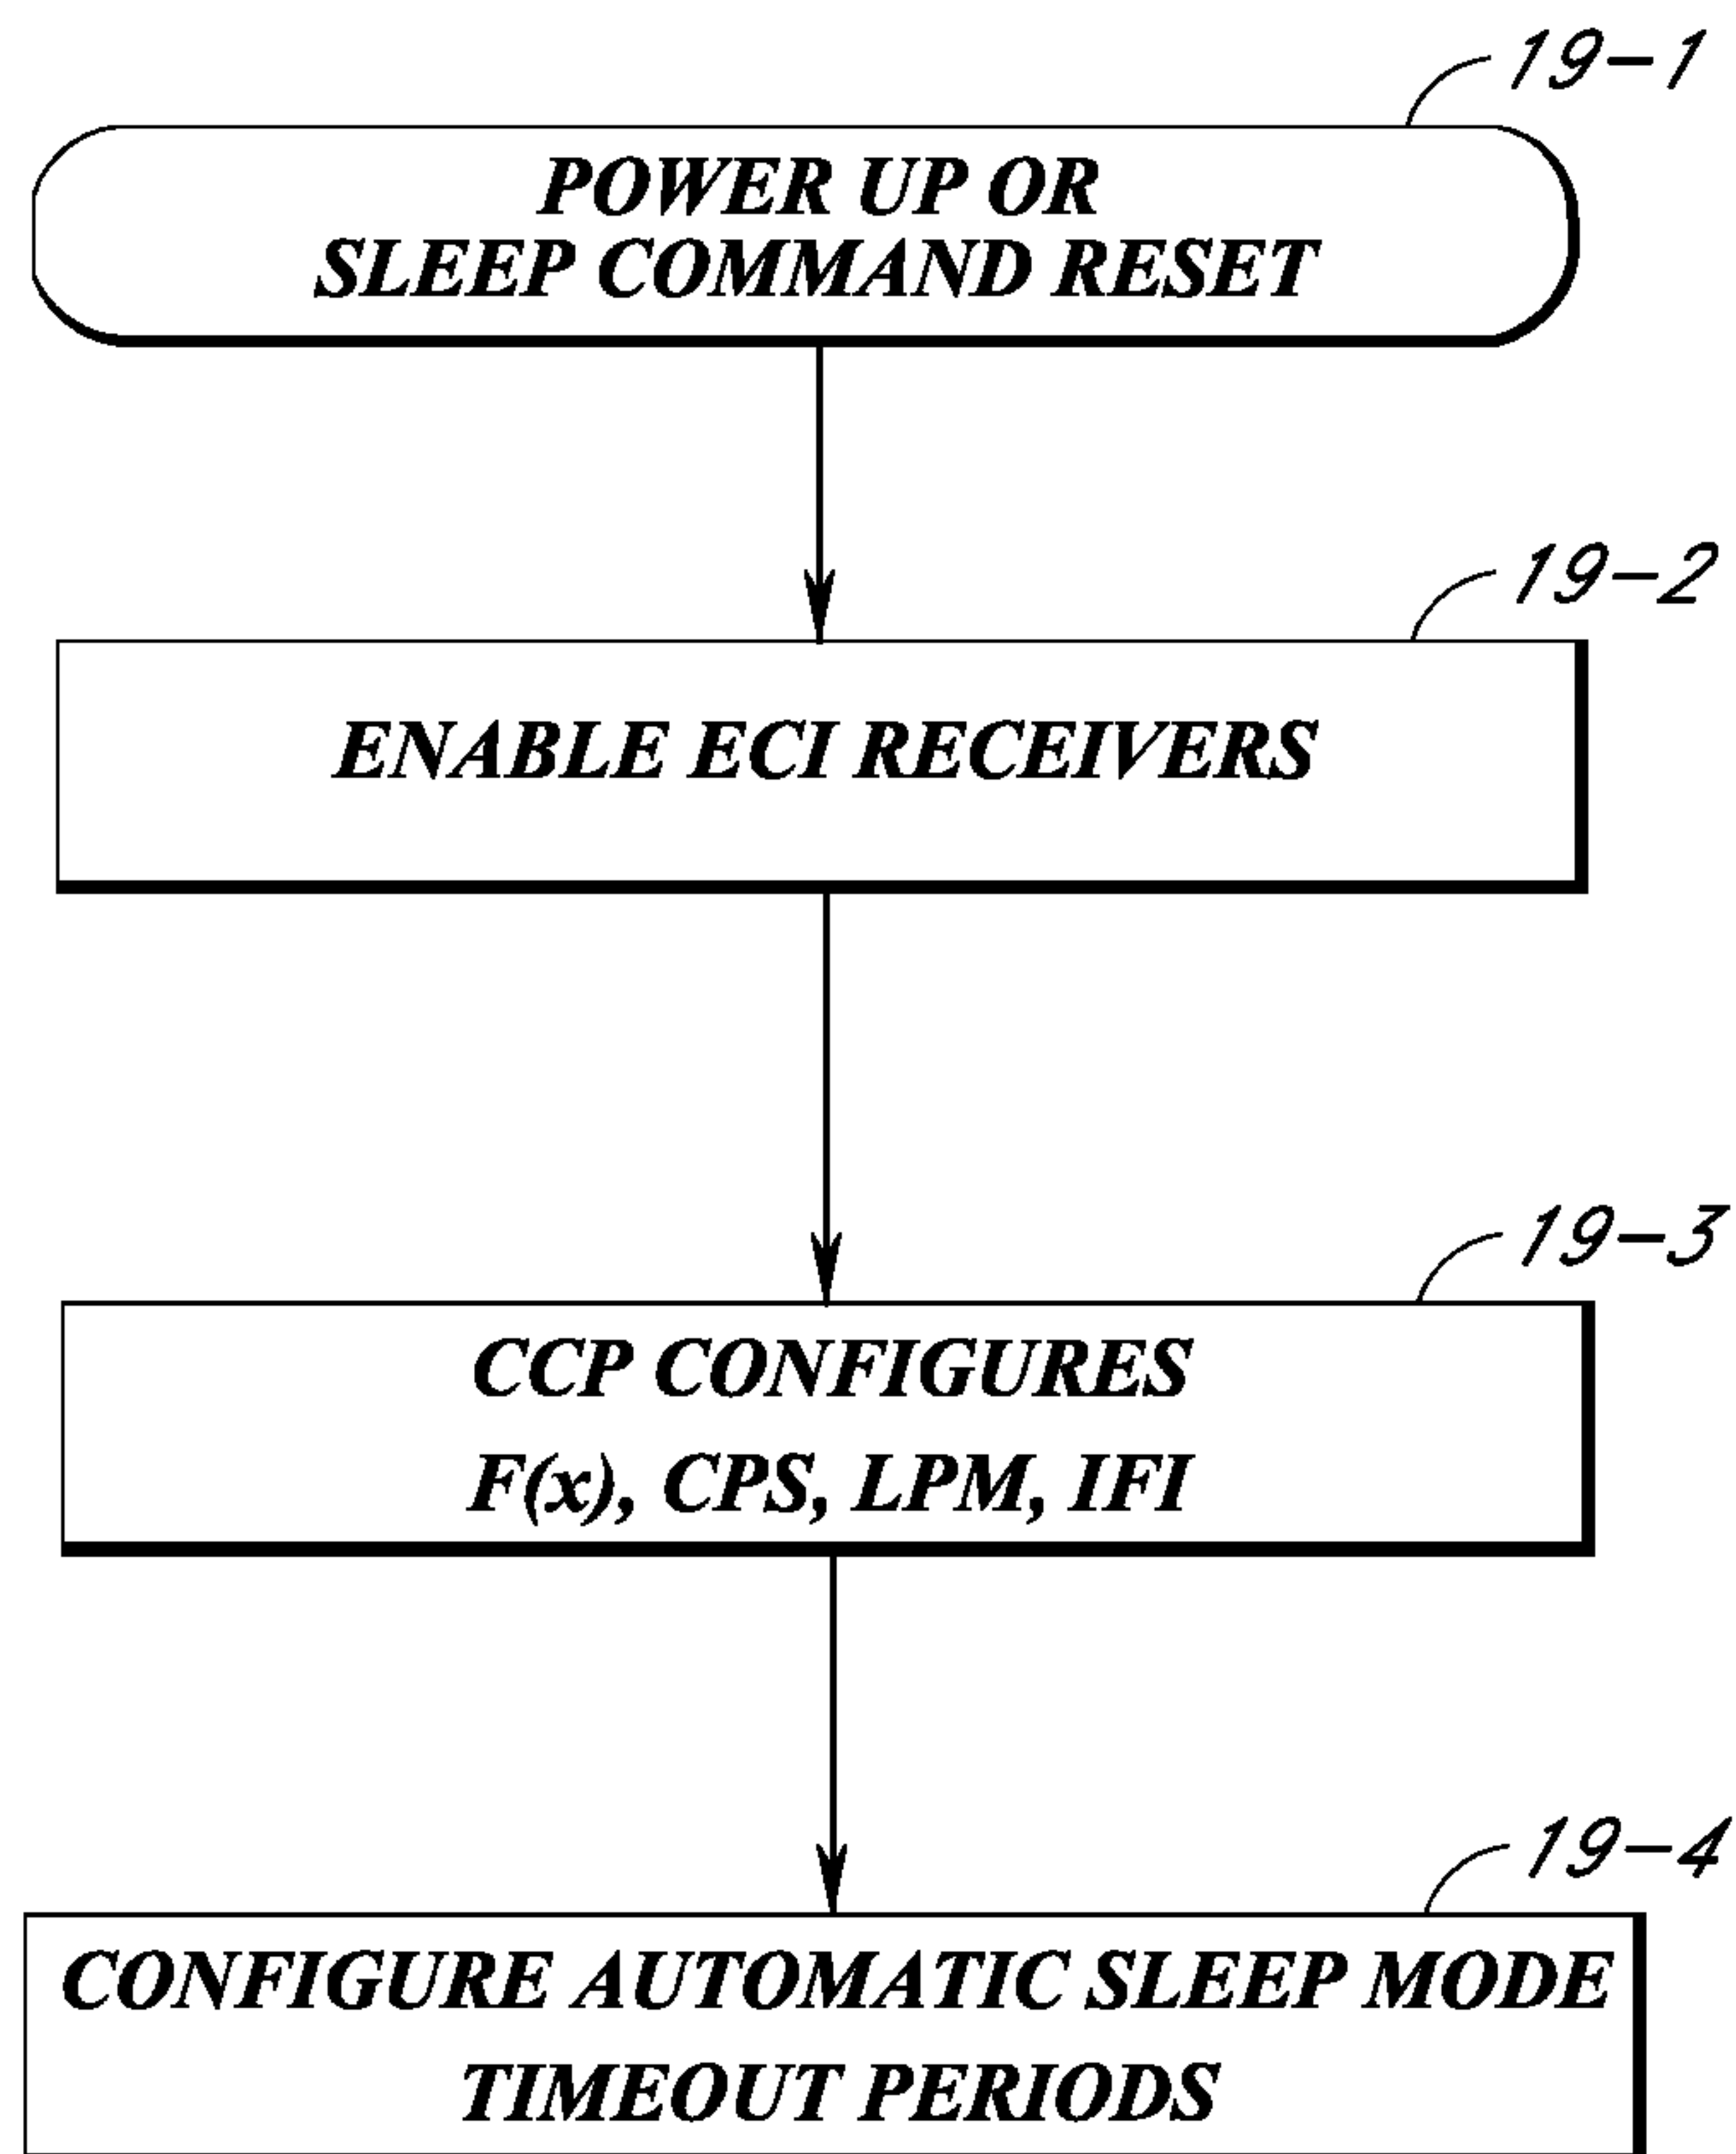 19-1
POWER UP OR
SLEEP COMMAND RESET
19-2
ENABLE ECI RECEIVERS
19-3
CCP CONFIGURES
F(x), CPS, LPM, IFI
19-4
CONFIGURE AUTOMATIC SLEEP MODE
TIMEOUT PERIODS